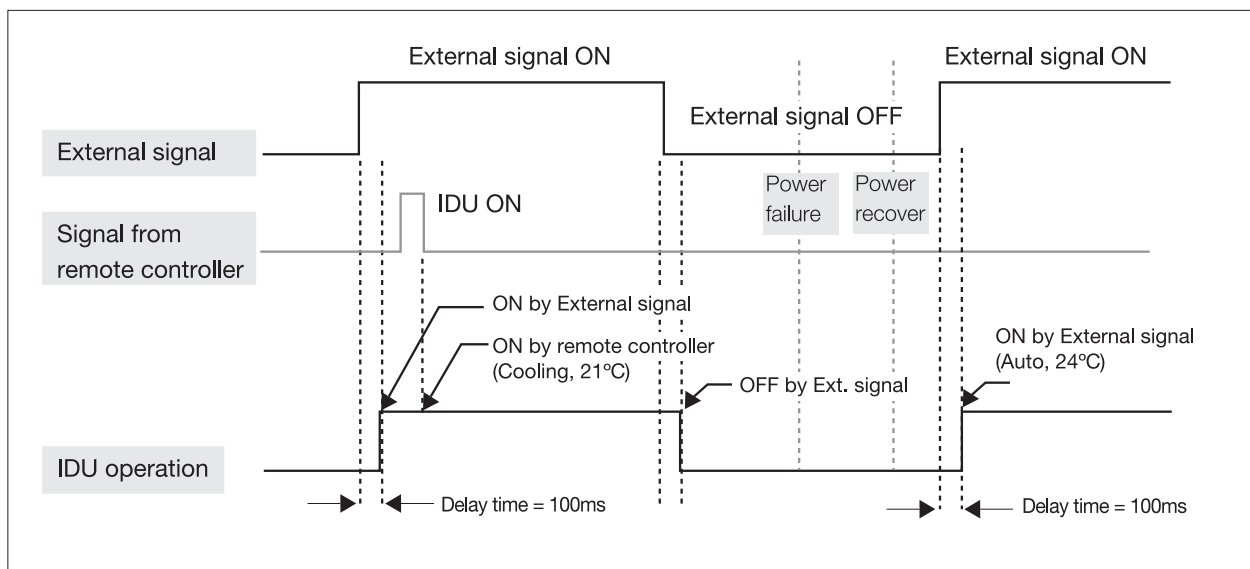 External signal ON
External signal ON
External signal OFF
External signal
Power
failure
Power
recover
IDU ON
Signal from
remote controller
ON by External signal
ON by remote controller
(Cooling, 21ºC)
ON by External signal
(Auto, 24ºC)
OFF by Ext. signal
IDU operation
Delay time = 100ms
Delay time = 100ms